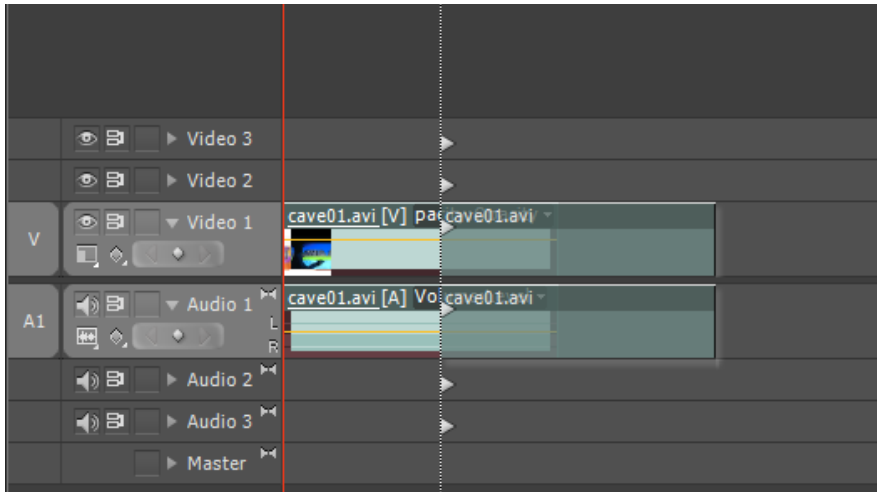 Video 3
Video 2
V
Video 1
cave01.avi [V]
cave01.avi
A1
Audio 1
L
R
cave01.avi [A]
cave01.avi
Audio 2
Audio 3
Master